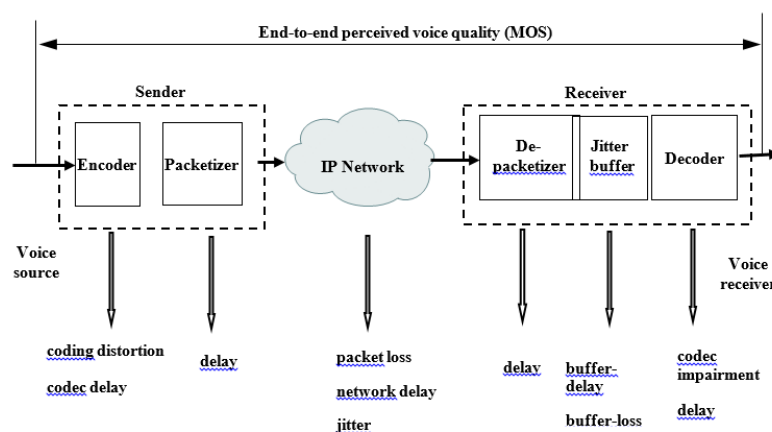 End-to-end perceived voice quality (MOS)
Sender
Receiver
Encoder
Packetizer
IP Network
De-
packetizer
Jitter
buffer
Decoder
Voice
source
Voice
receiver
coding distortion
codec delay
delay
packet loss
network delay
jitter
delay
buffer-
delay
buffer-loss
codec
impairment
delay